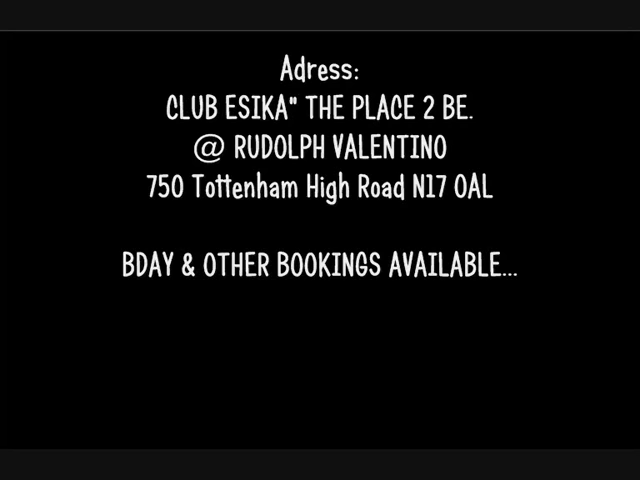 Adress:
CLUB ESIKA" THE PLACE 2 BE.
@ RUDOLPH VALENTINO
750 Tottenham High Road N17 0AL
BDAY & OTHER BOOKINGS AVAILABLE...